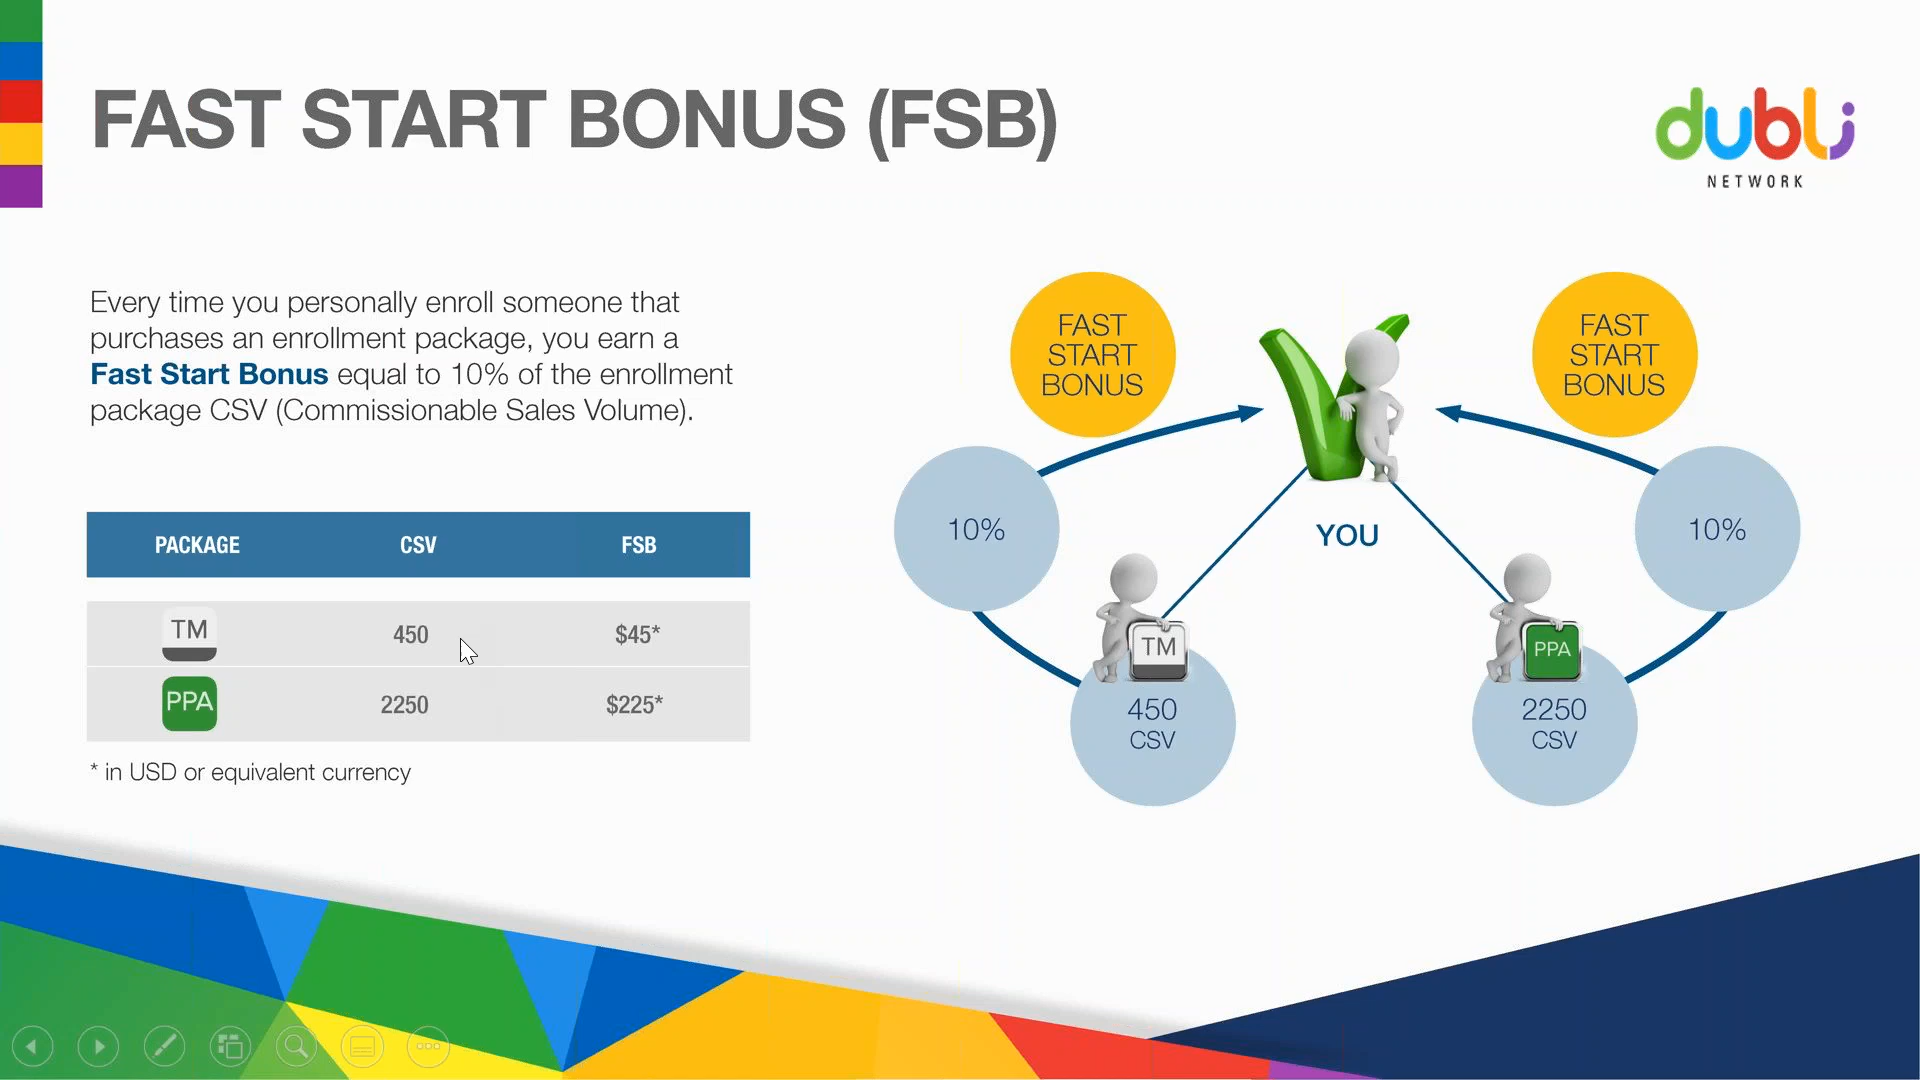 FAST START BONUS (FSB)
dubli
NETWORK
Every time you personally enroll someone that
purchases an enrollment package, you earn a
Fast Start Bonus equal to 10% of the enrollment
package CSV (Commissionable Sales Volume).
PACKAGE CSV FSB
TM 450 $45*
PPA 2250 $225*
* in USD or equivalent currency
FAST
START
BONUS
FAST
START
BONUS
10%
YOU
10%
TM
PPA
450
CSV
2250
CSV